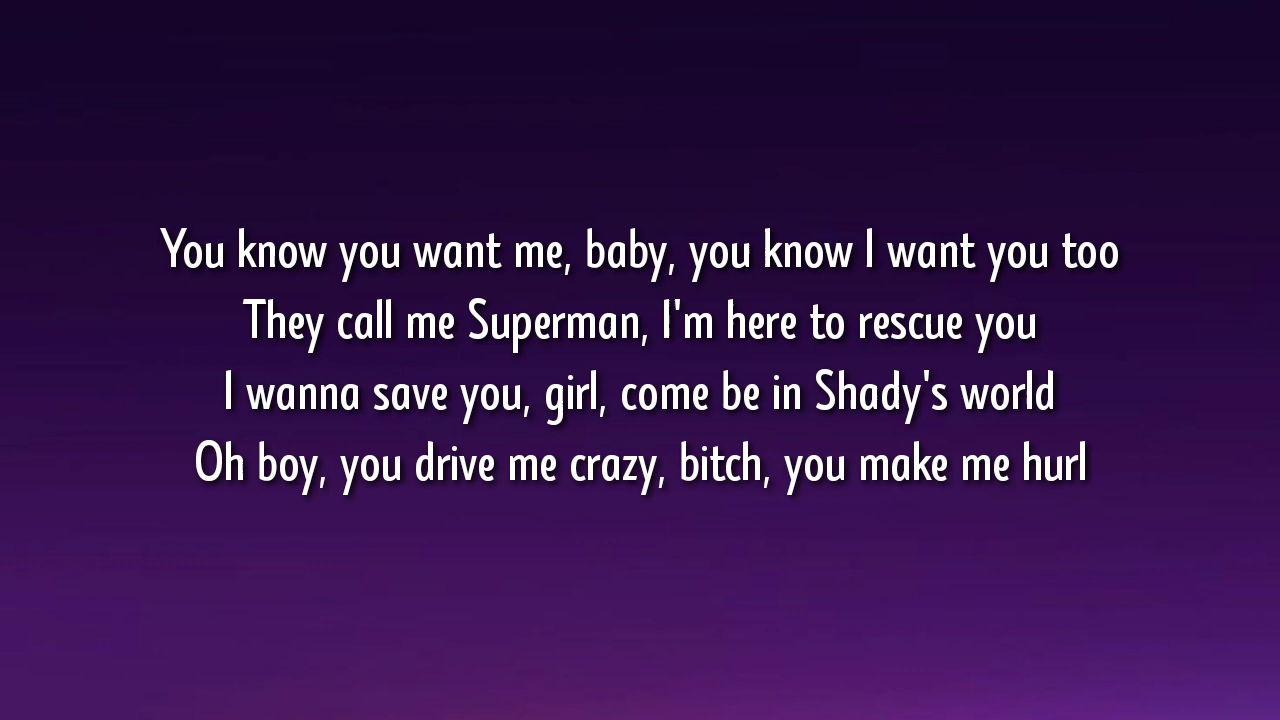 You know you want me, baby, you know I want you too
They call me Superman, I'm here to rescue you
I wanna save you, girl, come be in Shady's world
Oh boy, you drive me crazy, bitch, you make me hurl